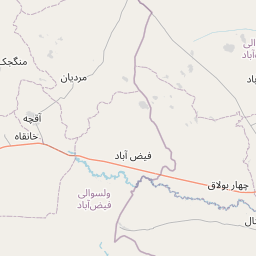 منگجک
مردیان
آقچه
خانقاه
فیض آباد
چهار بولاق
ولسوالی
فیض‌آباد